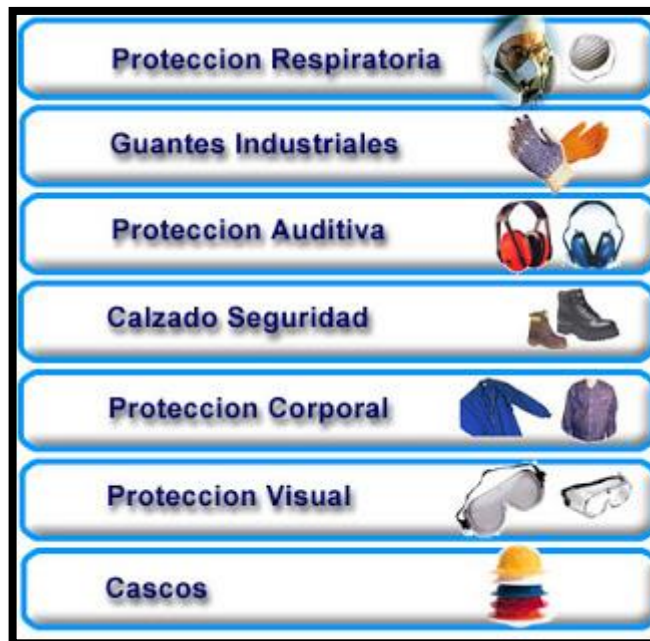 Proteccion Respiratoria
Guantes Industriales
Proteccion Auditiva
Calzado Seguridad
Proteccion Corporal
Proteccion Visual
Cascos